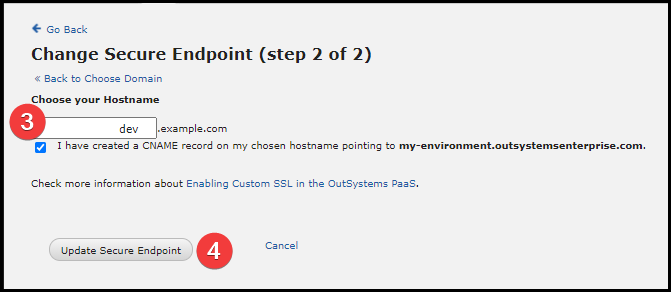 Go Back
Change Secure Endpoint (step 2 of 2)
« Back to Choose Domain
Choose your Hostname
3 dev .example.com
I have created a CNAME record on my chosen hostname pointing to my-environment.outsystemsenterprise.com.
Check more information about Enabling Custom SSL in the OutSystems PaaS.
Update Secure Endpoint 4 Cancel